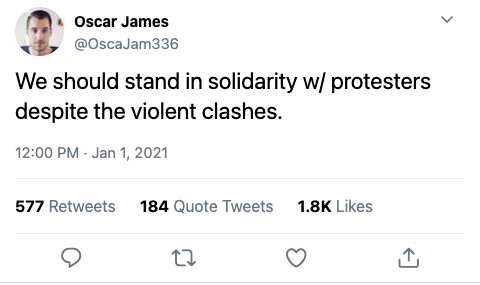 Oscar James
@OscaJam336
We should stand in solidarity w/ protesters
despite the violent clashes.
12:00 PM · Jan 1, 2021
577 Retweets 184 Quote Tweets 1.8K Likes